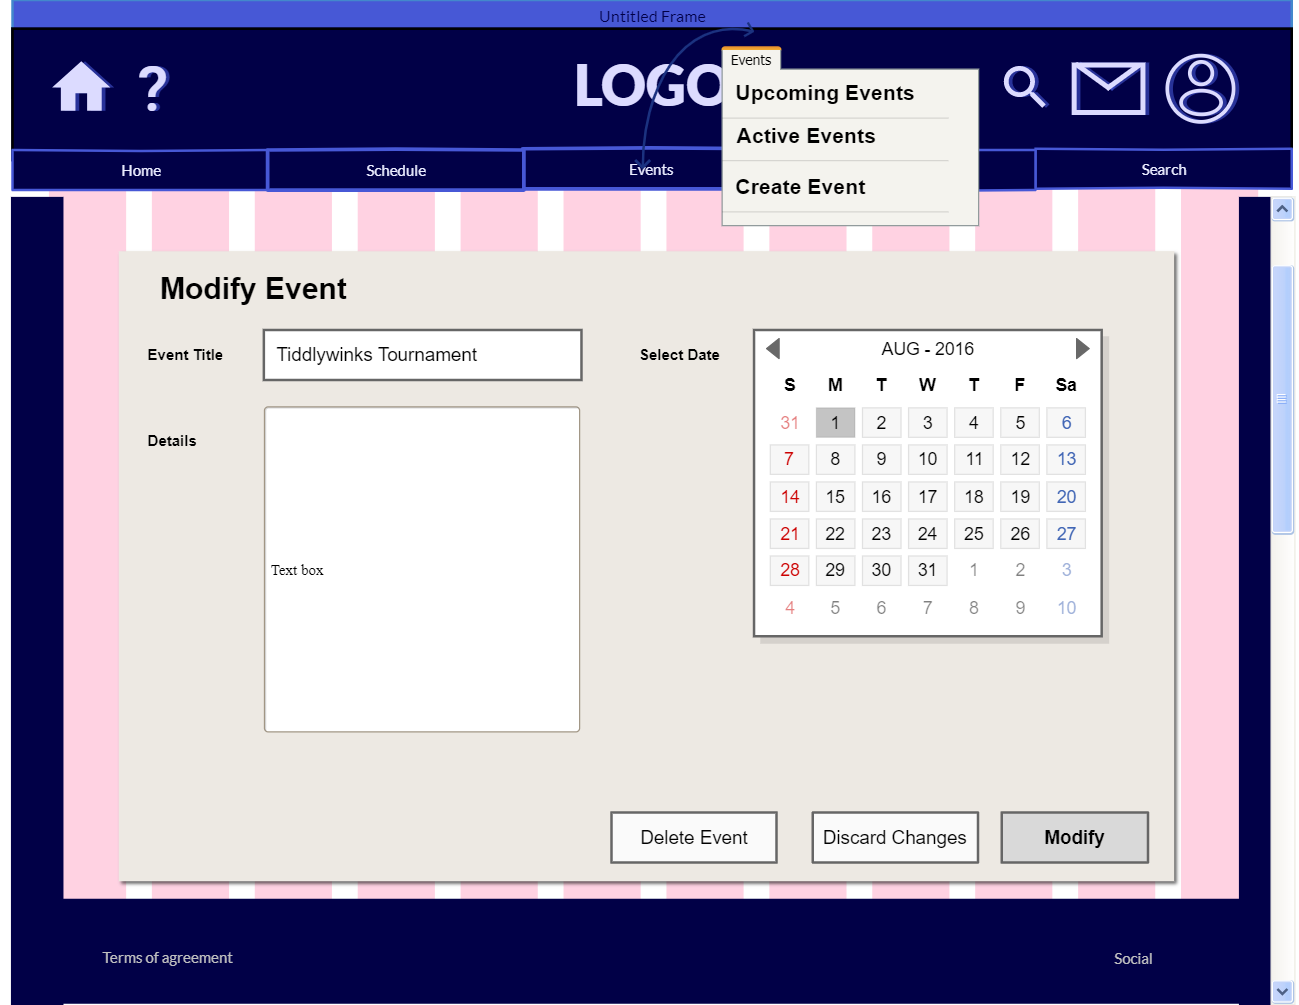 Untitled Frame
?
LOGO
Events
Upcoming Events
Active Events
Create Event
Home
Schedule
Events
Search
Modify Event
Event Title
Tiddlywinks Tournament
Select Date
AUG - 2016
S M T W T F Sa
31 1 2 3 4 5 6
7 8 9 10 11 12 13
14 15 16 17 18 19 20
21 22 23 24 25 26 27
28 29 30 31 1 2 3
4 5 6 7 8 9 10
Details
Text box
Delete Event
Discard Changes
Modify
Terms of agreement
Social